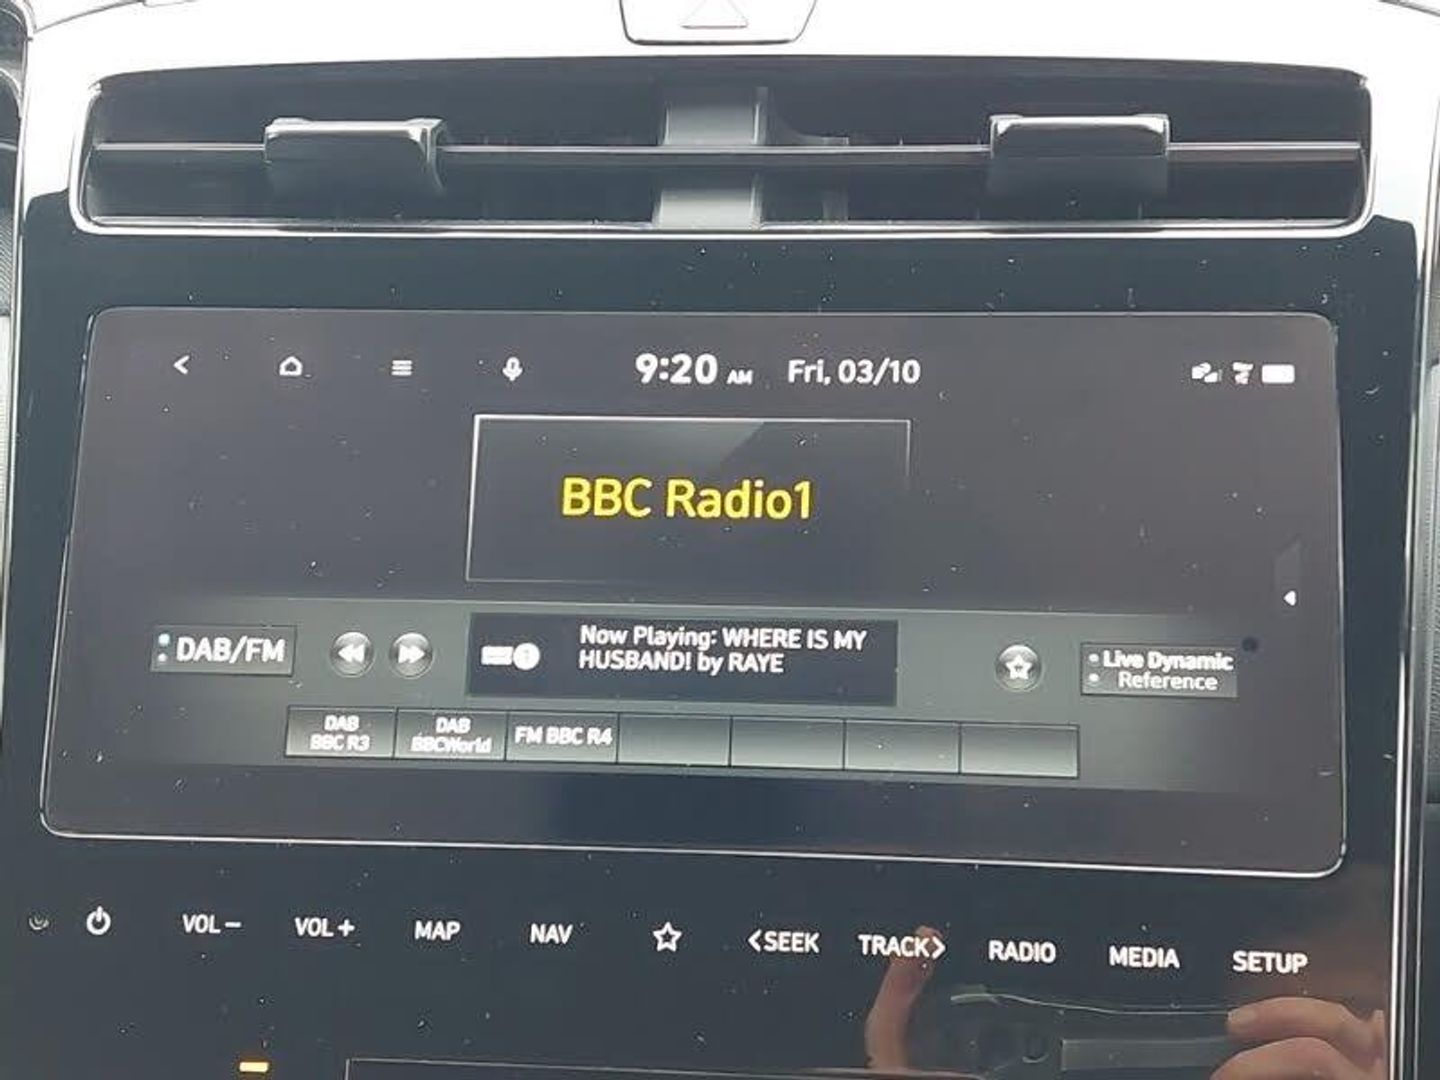 9:20 AM Fri, 03/10
BBC Radio1
DAB/FM
Now Playing: WHERE IS MY
HUSBAND! by RAYE
Live Dynamic
Reference
DAB
BBC R3
DAB
BBCWorld
FM BBC R4
VOL− VOL+ MAP NAV <SEEK TRACK> RADIO MEDIA SETUP